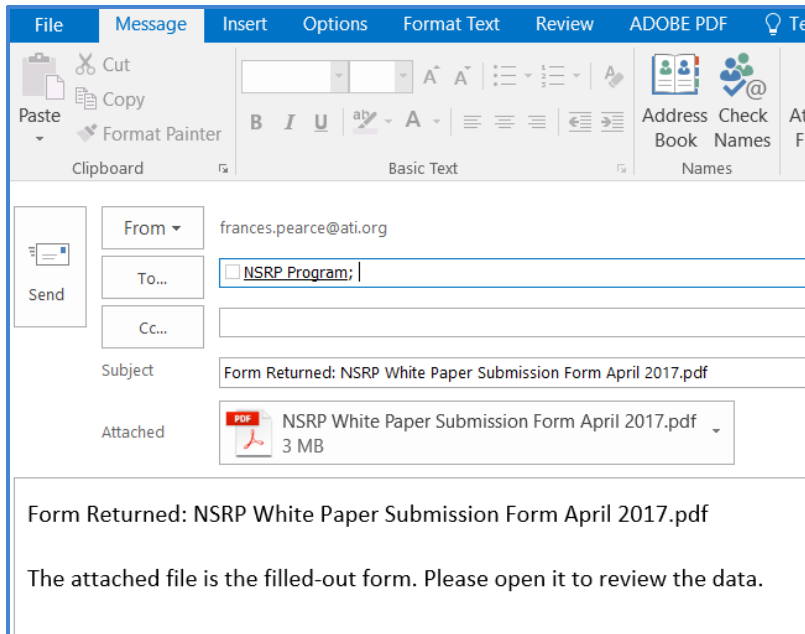 File Message Insert Options Format Text Review ADOBE PDF Te
Cut
Copy
Format Painter
Paste
Clipboard
B I U aby A
Basic Text
Address Book
Check Names
Names
At
F
Send
From frances.pearce@ati.org
To... NSRP Program;
Cc...
Subject Form Returned: NSRP White Paper Submission Form April 2017.pdf
Attached PDF NSRP White Paper Submission Form April 2017.pdf
3 MB
Form Returned: NSRP White Paper Submission Form April 2017.pdf
The attached file is the filled-out form. Please open it to review the data.